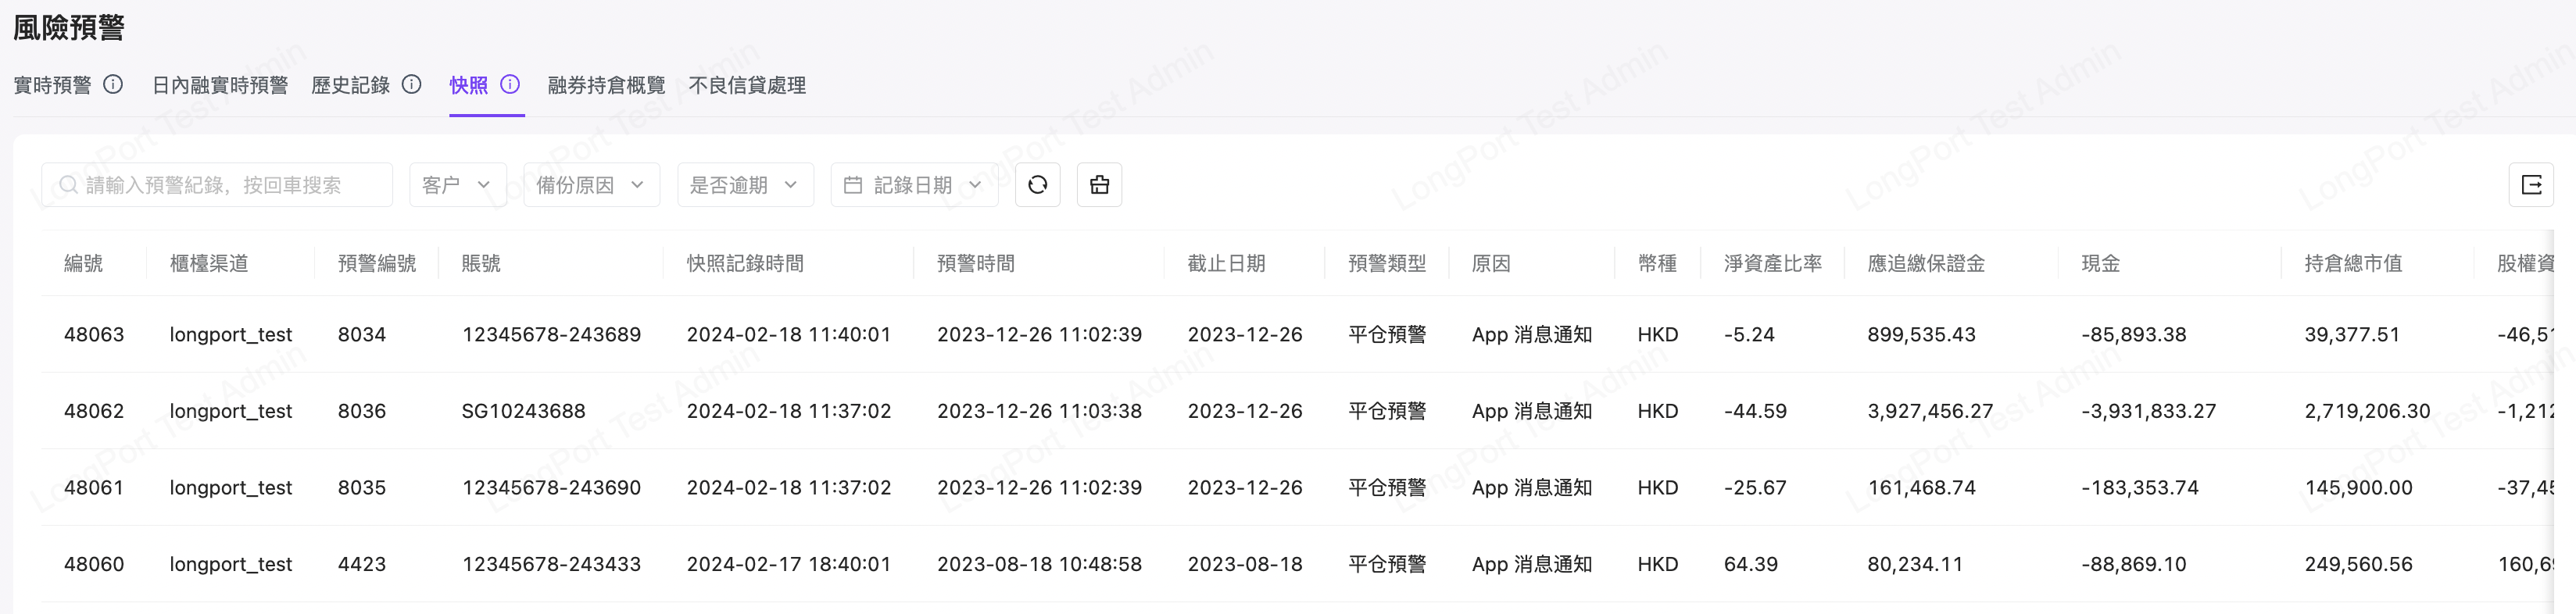 風險預警
實時預警 日內融實時預警 歷史記錄 快照 融券持倉概覽 不良信貸處理
請輸入預警紀錄，按回車搜索 客户 備份原因 是否逾期 記錄日期
編號 櫃檯渠道 預警編號 賬號 快照記錄時間 預警時間 截止日期 預警類型 原因 幣種 淨資產比率 應追繳保證金 現金 持倉總市值 股權資
48063 longport_test 8034 12345678-243689 2024-02-18 11:40:01 2023-12-26 11:02:39 2023-12-26 平仓預警 App 消息通知 HKD -5.24 899,535.43 -85,893.38 39,377.51 -46,51
48062 longport_test 8036 SG10243688 2024-02-18 11:37:02 2023-12-26 11:03:38 2023-12-26 平仓預警 App 消息通知 HKD -44.59 3,927,456.27 -3,931,833.27 2,719,206.30 -1,212
48061 longport_test 8035 12345678-243690 2024-02-18 11:37:02 2023-12-26 11:02:39 2023-12-26 平仓預警 App 消息通知 HKD -25.67 161,468.74 -183,353.74 145,900.00 -37,45
48060 longport_test 4423 12345678-243433 2024-02-17 18:40:01 2023-08-18 10:48:58 2023-08-18 平仓預警 App 消息通知 HKD 64.39 80,234.11 -88,869.10 249,560.56 160,69
LongPort Test Admin